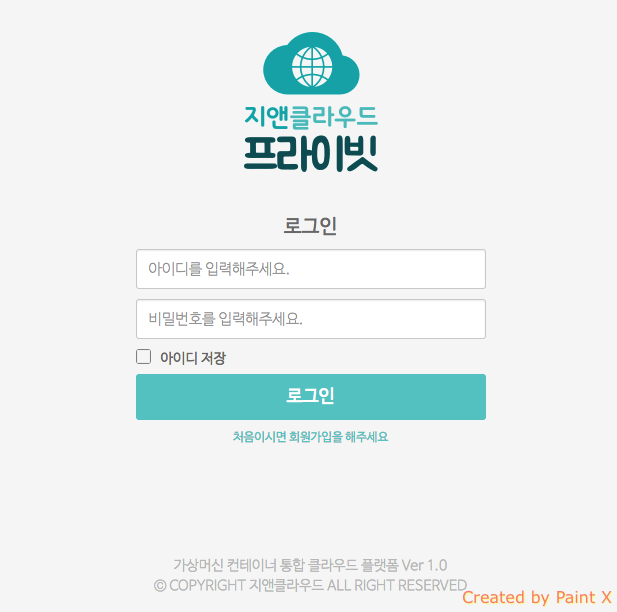 지앤클라우드
프라이빗
로그인
아이디를 입력해주세요.
비밀번호를 입력해주세요.
아이디 저장
로그인
처음이시면 회원가입을 해주세요
가상머신 컨테이너 통합 클라우드 플랫폼 Ver 1.0
© COPYRIGHT 지앤클라우드 ALL RIGHT RESERVED
Created by Paint X